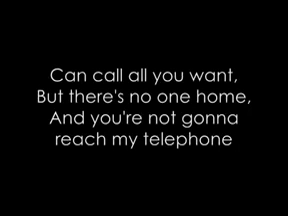 Can call all you want,
But there's no one home,
And you're not gonna
reach my telephone